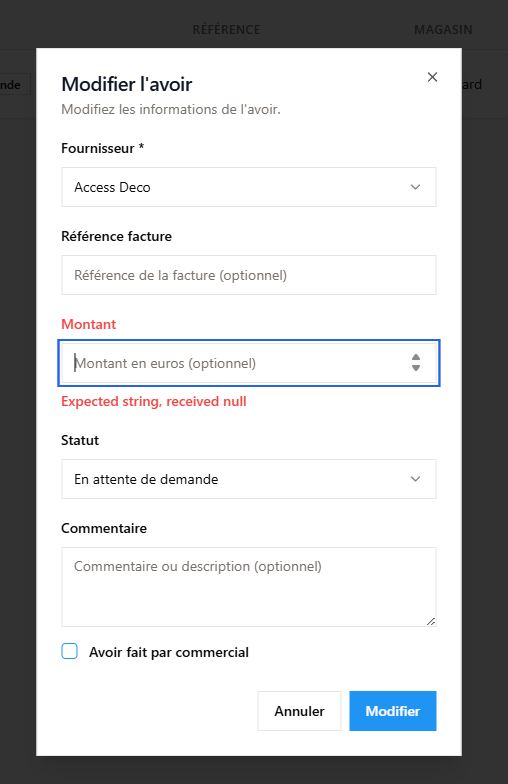 RÉFÉRENCE
MAGASIN
nde
ard
Modifier l'avoir
Modifiez les informations de l'avoir.
Fournisseur *
Access Deco
Référence facture
Référence de la facture (optionnel)
Montant
Montant en euros (optionnel)
Expected string, received null
Statut
En attente de demande
Commentaire
Commentaire ou description (optionnel)
Avoir fait par commercial
Annuler
Modifier